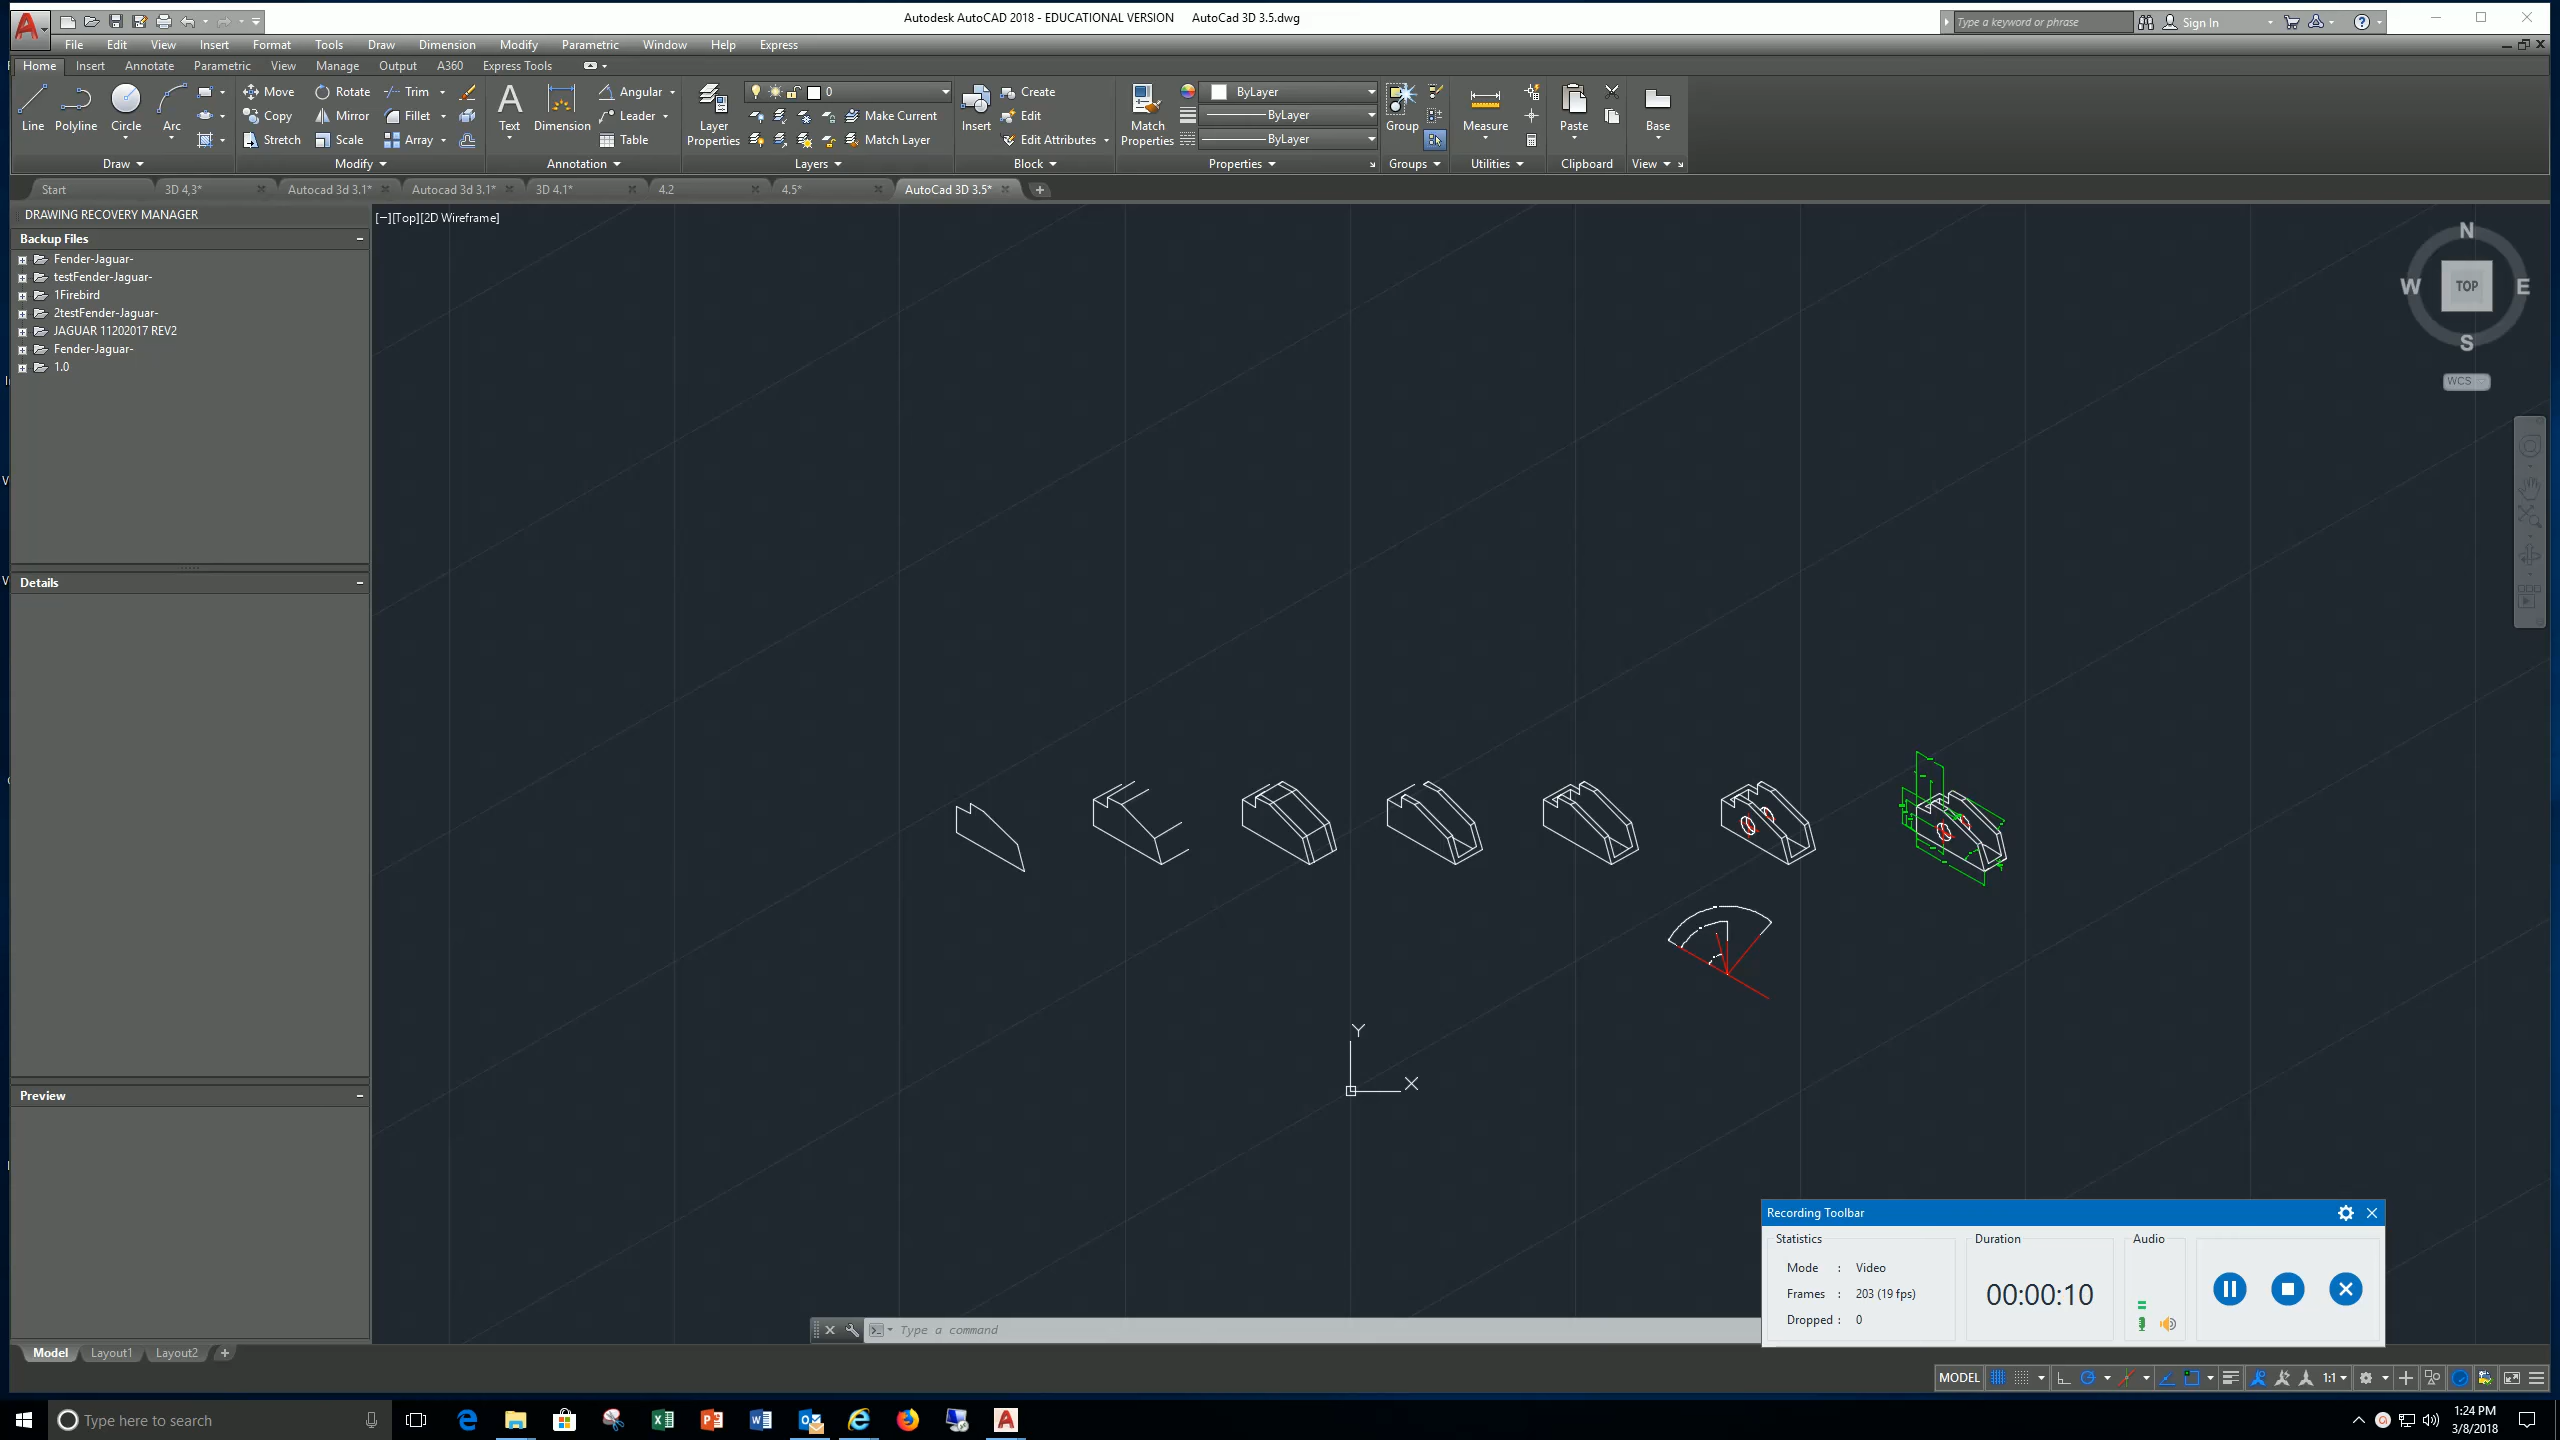 Autodesk AutoCAD 2018 - EDUCATIONAL VERSION AutoCad 3D 3.5.dwg
Type a keyword or phrase
Sign In
File Edit View Insert Format Tools Draw Dimension Modify Parametric Window Help Express
Home Insert Annotate Parametric View Manage Output A360 Express Tools
Line Polyline Circle Arc
Move Rotate Trim
Copy Mirror Fillet
Stretch Scale Array
Text Dimension
Angular
Leader
Table
Layer Properties
0
Make Current
Match Layer
Insert
Create
Edit
Edit Attributes
Match Properties
ByLayer
ByLayer
ByLayer
Group
Measure
Paste
Base
Draw Modify Annotation Layers Block Properties Groups Utilities Clipboard View
Start 3D 4,3* Autocad 3d 3.1* Autocad 3d 3.1* 3D 4.1* 4.2 4.5* AutoCad 3D 3.5*
DRAWING RECOVERY MANAGER
Backup Files
Fender-Jaguar-
testFender-Jaguar-
1Firebird
2testFender-Jaguar-
JAGUAR 11202017 REV2
Fender-Jaguar-
1.0
Details
Preview
[−][Top][2D Wireframe]
N
W TOP E
S
WCS
Y
X
Type a command
Recording Toolbar
Statistics
Mode : Video
Frames : 203 (19 fps)
Dropped : 0
Duration
00:00:10
Audio
Model Layout1 Layout2
MODEL
1:1
Type here to search
1:24 PM
3/8/2018